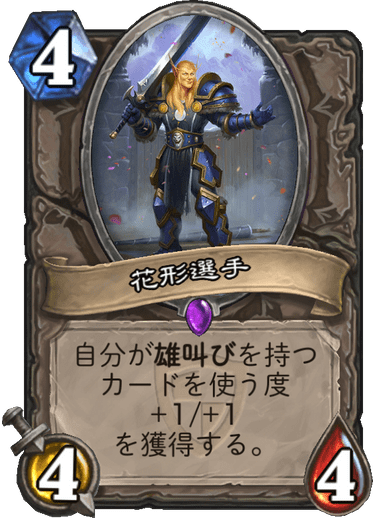 4
花形選手
自分が雄叫びを持つ
カードを使う度
+1/+1
を獲得する。
4
4